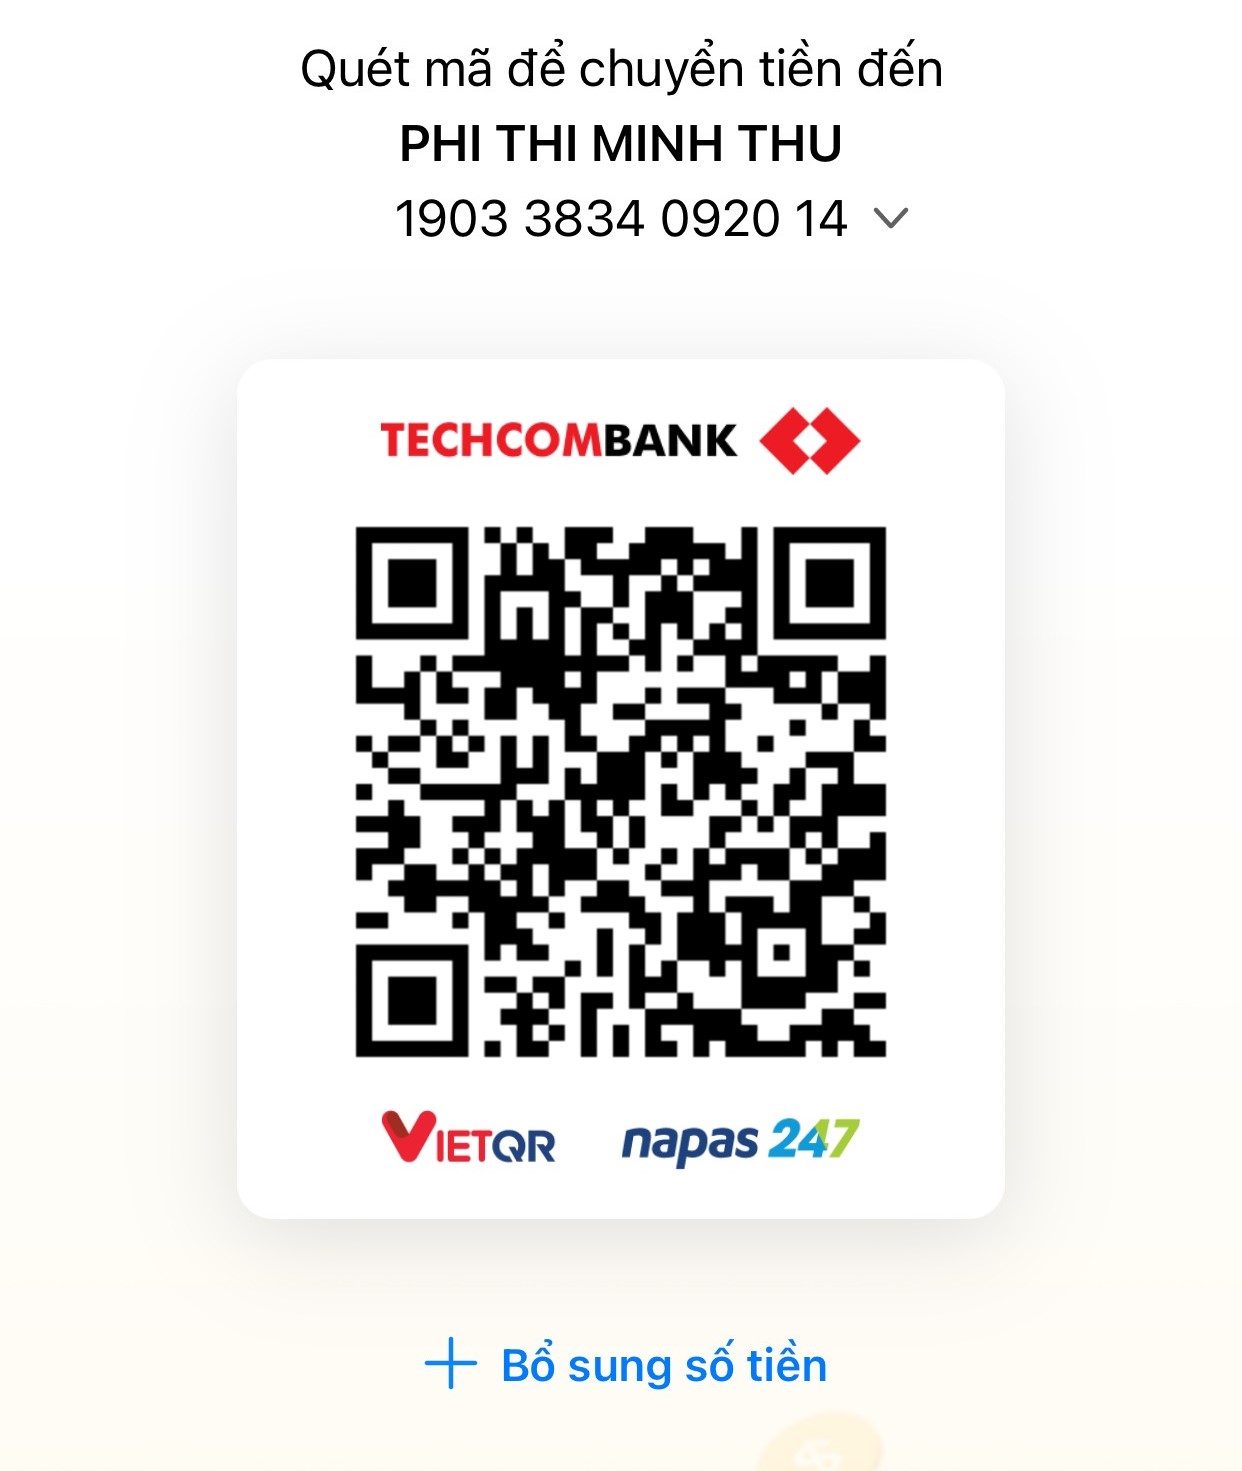 Quét mã để chuyển tiền đến
PHI THI MINH THU
1903 3834 0920 14
TECHCOMBANK
VIETQR
napas 247
Bổ sung số tiền